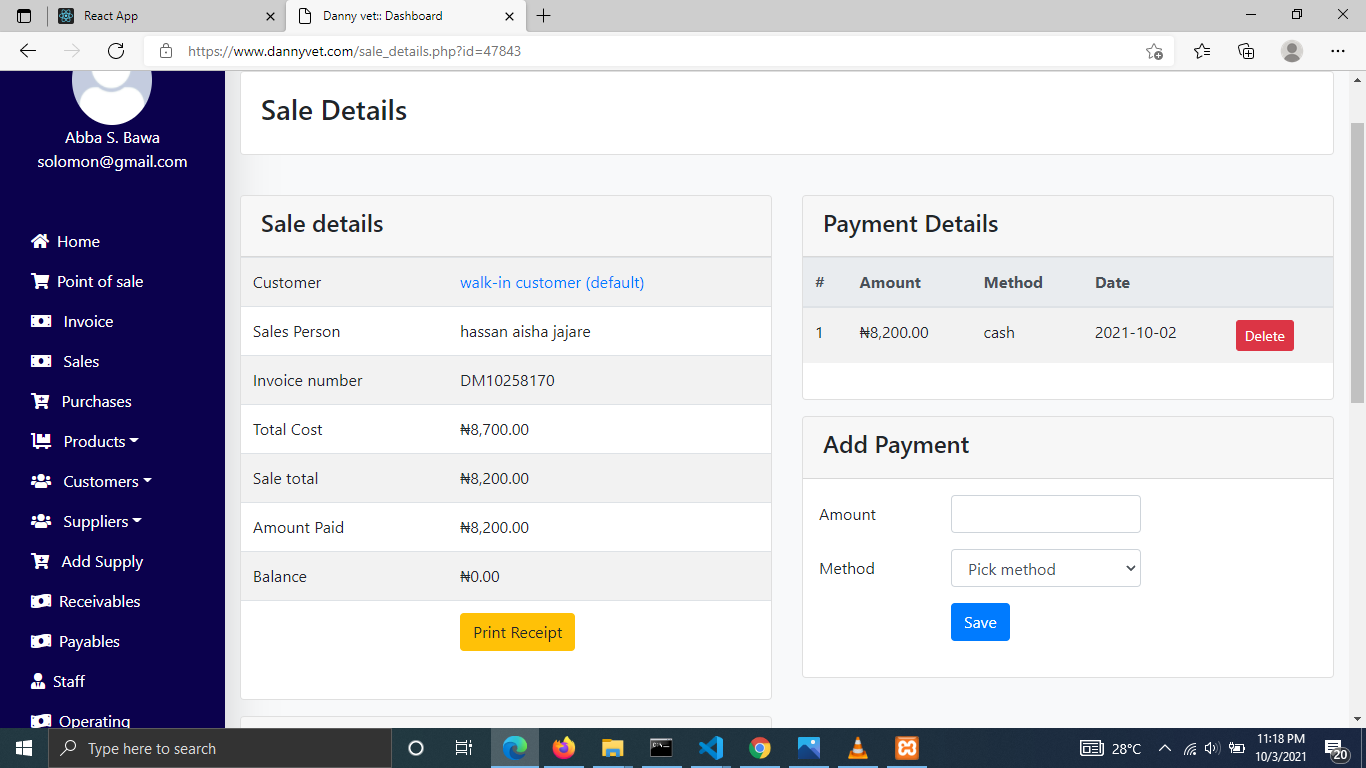 React App
Danny vet:: Dashboard
https://www.dannyvet.com/sale_details.php?id=47843
Abba S. Bawa
solomon@gmail.com
Home
Point of sale
Invoice
Sales
Purchases
Products
Customers
Suppliers
Add Supply
Receivables
Payables
Staff
Operating
Sale Details
Sale details
Customer walk-in customer (default)
Sales Person hassan aisha jajare
Invoice number DM10258170
Total Cost ₦8,700.00
Sale total ₦8,200.00
Amount Paid ₦8,200.00
Balance ₦0.00
Print Receipt
Payment Details
# Amount Method Date
1 ₦8,200.00 cash 2021-10-02 Delete
Add Payment
Amount
Method Pick method
Save
Type here to search
28°C
11:18 PM
10/3/2021
20